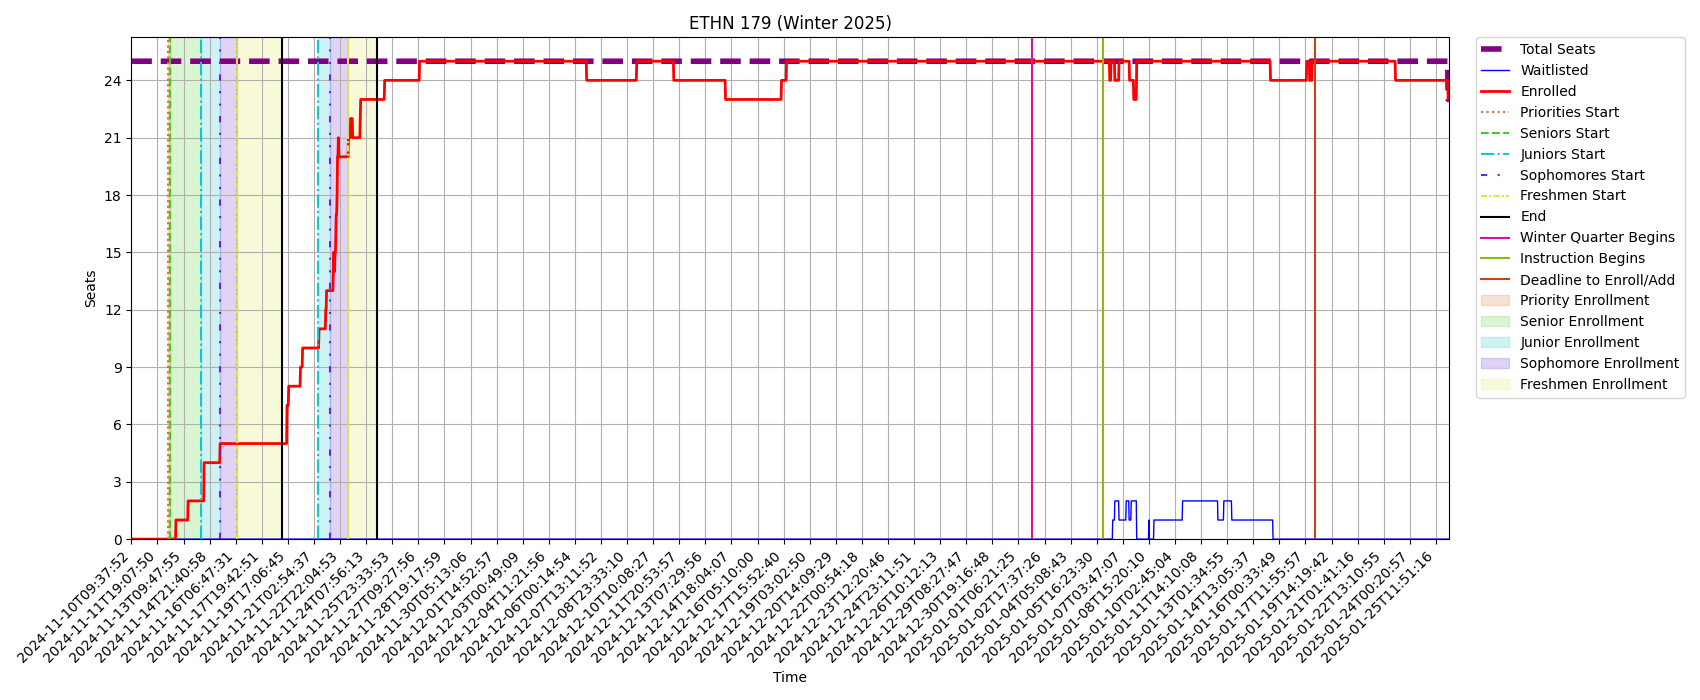 ETHN 179 (Winter 2025)
Seats
24
21
18
15
12
9
6
3
0
2024-11-10T09:37:52
2024-11-11T19:07:50
2024-11-13T09:47:55
2024-11-14T21:40:58
2024-11-16T06:47:31
2024-11-17T19:42:51
2024-11-19T17:06:45
2024-11-21T02:54:37
2024-11-22T22:04:53
2024-11-24T07:56:13
2024-11-25T23:33:53
2024-11-27T09:27:56
2024-11-28T19:17:59
2024-11-30T05:13:06
2024-12-01T14:52:57
2024-12-03T00:49:09
2024-12-04T11:21:56
2024-12-06T00:14:54
2024-12-07T13:11:52
2024-12-08T23:33:10
2024-12-10T10:08:27
2024-12-11T20:53:57
2024-12-13T07:29:56
2024-12-14T18:04:07
2024-12-16T05:10:00
2024-12-17T15:52:40
2024-12-19T03:02:50
2024-12-20T14:09:29
2024-12-22T00:54:18
2024-12-23T12:20:46
2024-12-24T23:11:51
2024-12-26T10:12:13
2024-12-29T08:27:47
2024-12-30T19:16:48
2025-01-01T06:21:25
2025-01-02T17:37:26
2025-01-04T05:08:43
2025-01-05T16:23:30
2025-01-07T03:47:07
2025-01-08T15:20:10
2025-01-10T02:45:04
2025-01-11T14:10:08
2025-01-13T01:34:55
2025-01-14T13:05:37
2025-01-16T00:33:49
2025-01-17T11:55:57
2025-01-19T14:19:42
2025-01-21T01:41:16
2025-01-22T13:10:55
2025-01-24T00:20:57
2025-01-25T11:51:16
Time
Total Seats
Waitlisted
Enrolled
Priorities Start
Seniors Start
Juniors Start
Sophomores Start
Freshmen Start
End
Winter Quarter Begins
Instruction Begins
Deadline to Enroll/Add
Priority Enrollment
Senior Enrollment
Junior Enrollment
Sophomore Enrollment
Freshmen Enrollment